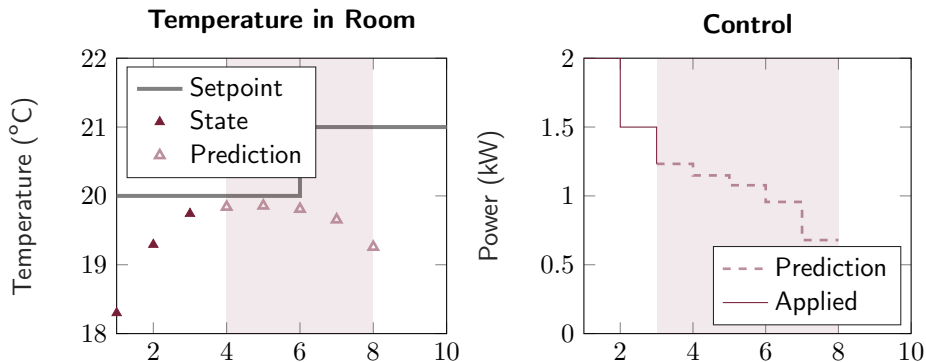 Temperature in Room
Temperature (°C)
22
21
20
19
18
Setpoint
State
Prediction
2 4 6 8 10
Control
Power (kW)
2
1.5
1
0.5
0
Prediction
Applied
0 2 4 6 8 10